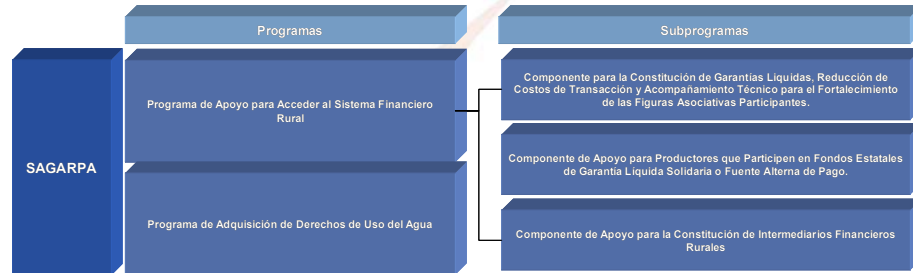 Programas
Subprogramas
SAGARPA
Programa de Apoyo para Acceder al Sistema Financiero
Rural
Programa de Adquisición de Derechos de Uso del Agua
Componente para la Constitución de Garantías Liquidas, Reducción de
Costos de Transacción y Acompañamiento Técnico para el Fortalecimiento
de las Figuras Asociativas Participantes.
Componente de Apoyo para Productores que Participen en Fondos Estatales
de Garantía Líquida Solidaria o Fuente Alterna de Pago.
Componente de Apoyo para la Constitución de Intermediarios Financieros
Rurales